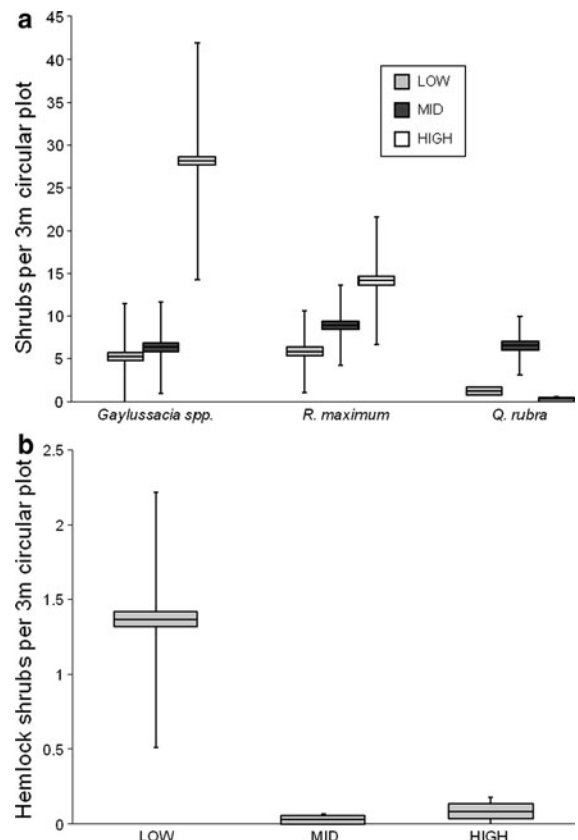 a
Shrubs per 3m circular plot
45
40
35
30
25
20
15
10
5
0
LOW
MID
HIGH
Gaylussacia spp.
R. maximum
Q. rubra
b
Hemlock shrubs per 3m circular plot
2.5
2
1.5
1
0.5
0
LOW
MID
HIGH